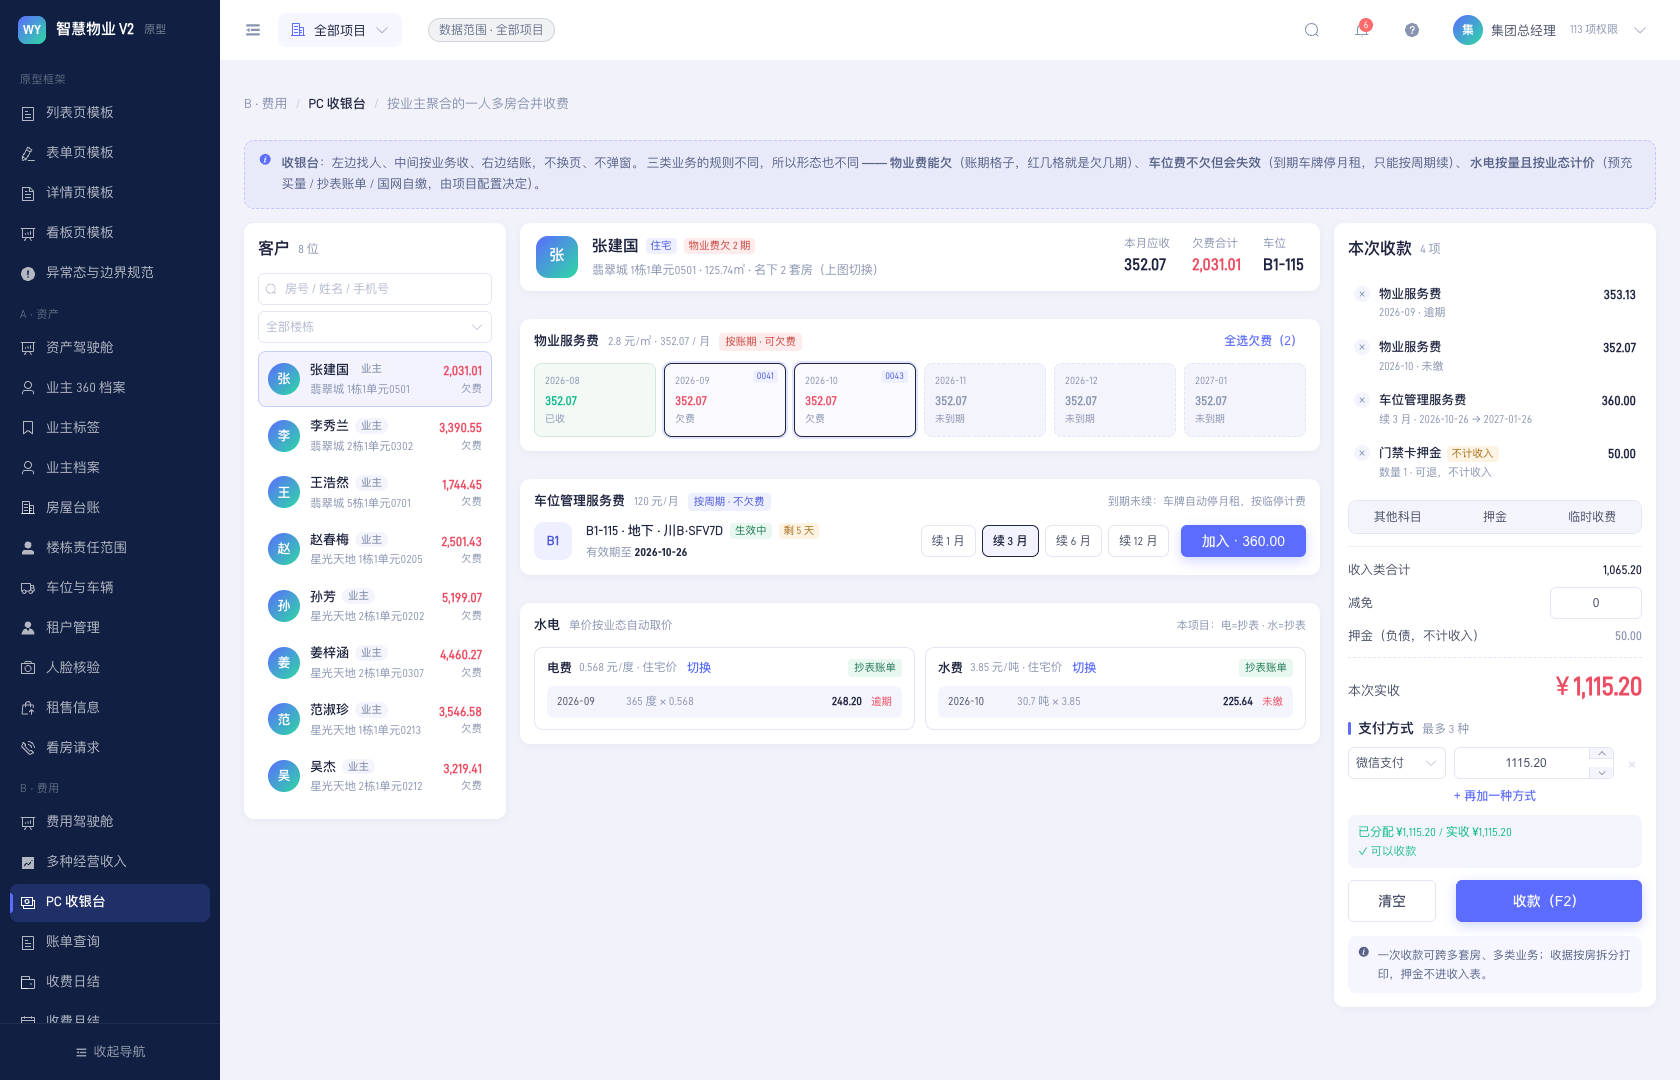 WY 智慧物业 V2 原型
原型框架
列表页模板
表单页模板
详情页模板
看板页模板
异常态与边界规范
A · 资产
资产驾驶舱
业主 360 档案
业主标签
业主档案
房屋台账
楼栋责任范围
车位与车辆
租户管理
人脸核验
租售信息
看房请求
B · 费用
费用驾驶舱
多种经营收入
PC 收银台
账单查询
收费日结
收费月结
收起导航
全部项目
数据范围 · 全部项目
6
?
集 集团总经理 113 项权限
B · 费用 / PC 收银台 / 按业主聚合的一人多房合并收费
收银台：左边找人、中间按业务收、右边结账，不换页、不弹窗。 三类业务的规则不同，所以形态也不同 —— 物业费能欠（账期格子，红几格就是欠几期）、车位费不欠但会失效（到期车牌停月租，只能按周期续）、水电按量且按业态计价（预充
买量 / 抄表账单 / 国网自缴，由项目配置决定）。
客户 8 位
房号 / 姓名 / 手机号
全部楼栋
张 张建国 业主 2,031.01
翡翠城 1栋1单元0501 欠费
李 李秀兰 业主 3,390.55
翡翠城 2栋1单元0302 欠费
王 王浩然 业主 1,744.45
翡翠城 5栋1单元0701 欠费
赵 赵春梅 业主 2,501.43
星光天地 1栋1单元0205 欠费
孙 孙芳 业主 5,199.07
星光天地 2栋1单元0202 欠费
姜 姜梓涵 业主 4,460.27
星光天地 2栋1单元0307 欠费
范 范淑珍 业主 3,546.58
星光天地 1栋1单元0213 欠费
吴 吴杰 业主 3,219.41
星光天地 2栋1单元0212 欠费
张 张建国 住宅 物业费欠 2 期
翡翠城 1栋1单元0501 · 125.74㎡ · 名下 2 套房（上图切换）
本月应收 欠费合计 车位
352.07 2,031.01 B1-115
物业服务费 2.8 元/㎡ · 352.07 / 月 按账期 · 可欠费 全选欠费（2）
2026-08 352.07 已收
2026-09 0041 352.07 欠费
2026-10 0043 352.07 欠费
2026-11 352.07 未到期
2026-12 352.07 未到期
2027-01 352.07 未到期
车位管理服务费 120 元/月 按周期 · 不欠费 到期未续：车牌自动停月租，按临停计费
B1 B1-115 · 地下 · 川B·SFV7D 生效中 剩 5 天
有效期至 2026-10-26
续 1 月 续 3 月 续 6 月 续 12 月 加入 · 360.00
水电 单价按业态自动取价 本项目：电=抄表 · 水=抄表
电费 0.568 元/度 · 住宅价 切换 抄表账单
2026-09 365 度 × 0.568 248.20 逾期
水费 3.85 元/吨 · 住宅价 切换 抄表账单
2026-10 30.7 吨 × 3.85 225.64 未缴
本次收款 4 项
× 物业服务费 353.13
2026-09 · 逾期
× 物业服务费 352.07
2026-10 · 未缴
× 车位管理服务费 360.00
续 3 月 · 2026-10-26 → 2027-01-26
× 门禁卡押金 不计收入 50.00
数量 1 · 可退，不计收入
其他科目 押金 临时收费
收入类合计 1,065.20
减免 0
押金（负债，不计收入） 50.00
本次实收 ¥ 1,115.20
支付方式 最多 3 种
微信支付 1115.20 ×
+ 再加一种方式
已分配 ¥1,115.20 / 实收 ¥1,115.20
✓ 可以收款
清空 收款（F2）
一次收款可跨多套房、多类业务；收据按房拆分打
印，押金不进收入表。